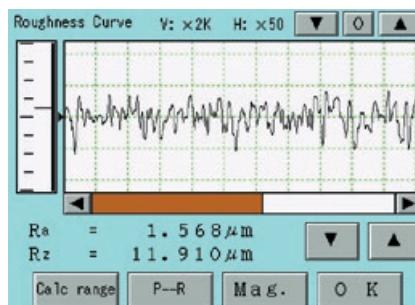 Roughness Curve V: ×2K H: ×50 ▼ O ▲
Ra = 1.568μm
Rz = 11.910μm
Calc range P--R Mag. O K